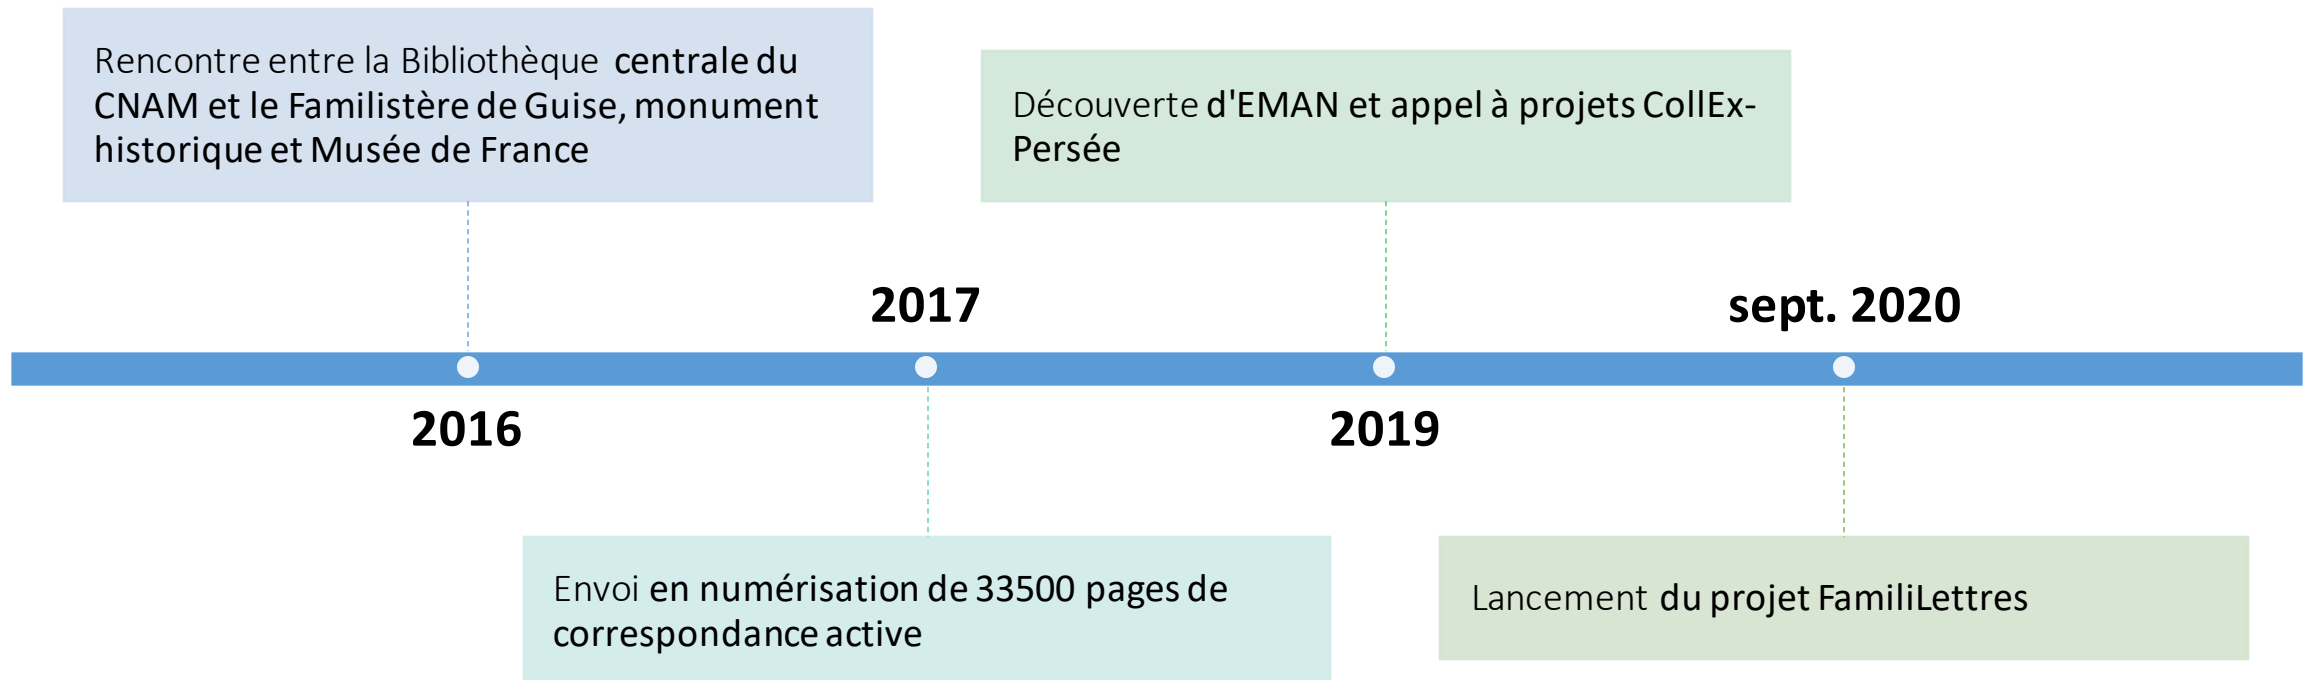 Rencontre entre la Bibliothèque centrale du
CNAM et le Familistère de Guise, monument
historique et Musée de France
Découverte d'EMAN et appel à projets CollEx-
Persée
2017
sept. 2020
2016
2019
Envoi en numérisation de 33500 pages de
correspondance active
Lancement du projet FamiliLettres